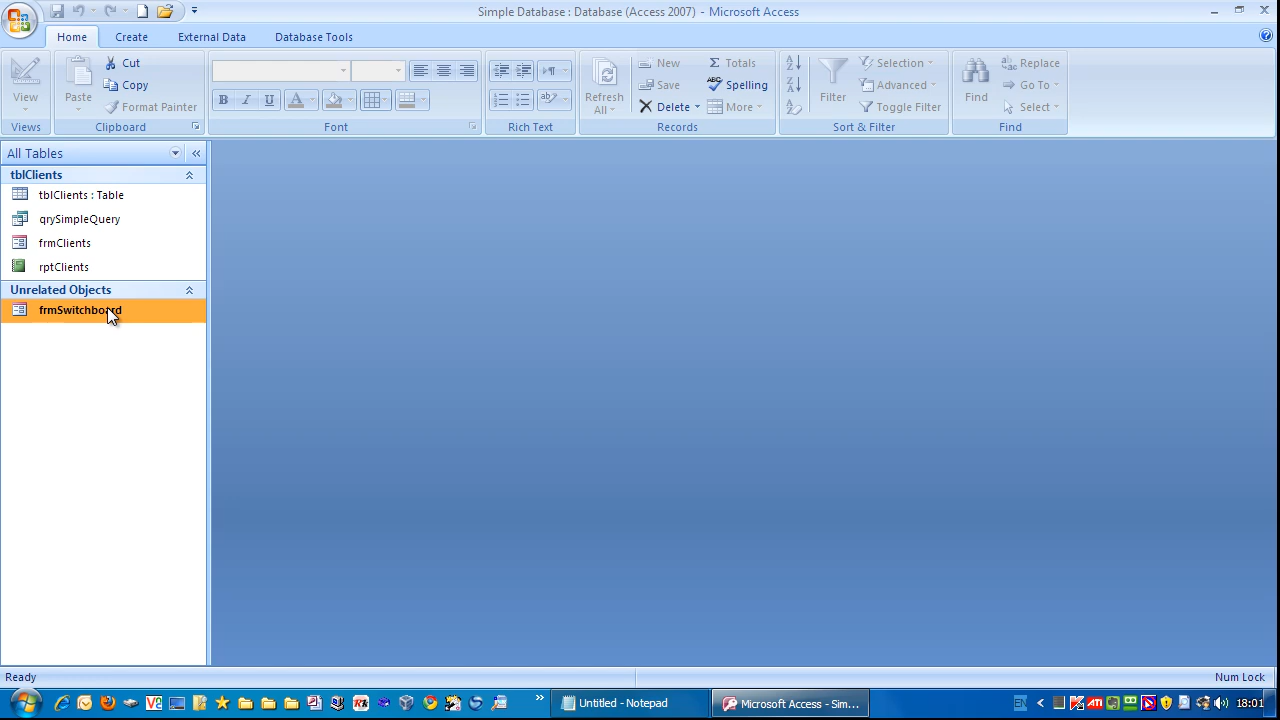 Simple Database : Database (Access 2007) - Microsoft Access
Home Create External Data Database Tools
View
Views
Paste
Cut
Copy
Format Painter
Clipboard
B I U A
Font
Rich Text
Refresh All
New
Save
Delete
Totals
ABC Spelling
More
Records
Filter
Selection
Advanced
Toggle Filter
Sort & Filter
Find
Replace
Go To
Select
Find
All Tables
tblClients
tblClients : Table
qrySimpleQuery
frmClients
rptClients
Unrelated Objects
frmSwitchboard
Ready
Num Lock
Untitled - Notepad
Microsoft Access - Sim...
EN
ATI
18:01